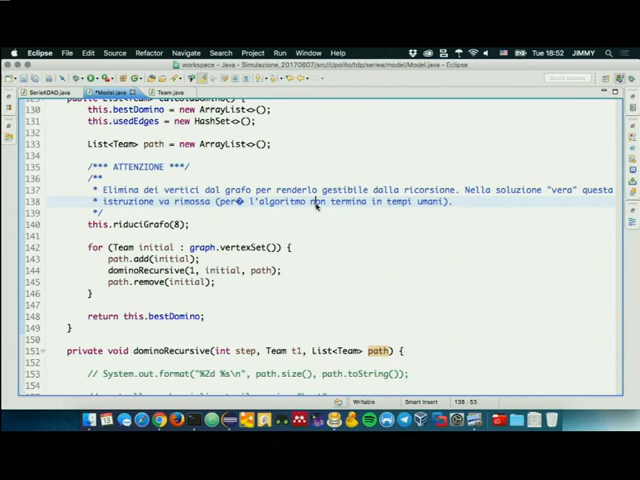 Eclipse File Edit Source Refactor Navigate Search Project Run Window Help Tue 18:52 JIMMY
workspace - Java - Simulazione_20170807/src/it/polito/tdp/seriea/model/Model.java - Eclipse
Quick Access
SerieADAO.java *Model.java Team.java
130 this.bestDomino = new ArrayList<>();
131 this.usedEdges = new HashSet<>();
132
133 List<Team> path = new ArrayList<>();
134
135 /*** ATTENZIONE ***/
136 /**
137 * Elimina dei vertici dal grafo per renderlo gestibile dalla ricorsione. Nella soluzione "vera" questa
138 * istruzione va rimossa (per� l'algoritmo non termina in tempi umani).
139 */
140 this.riduciGrafo(8);
141
142 for (Team initial : graph.vertexSet()) {
143 path.add(initial);
144 dominoRecursive(1, initial, path);
145 path.remove(initial);
146 }
147
148 return this.bestDomino;
149 }
150
151 private void dominoRecursive(int step, Team t1, List<Team> path) {
152
153 // System.out.format("%2d %s\n", path.size(), path.toString());
154
Writable Smart Insert 138 : 53